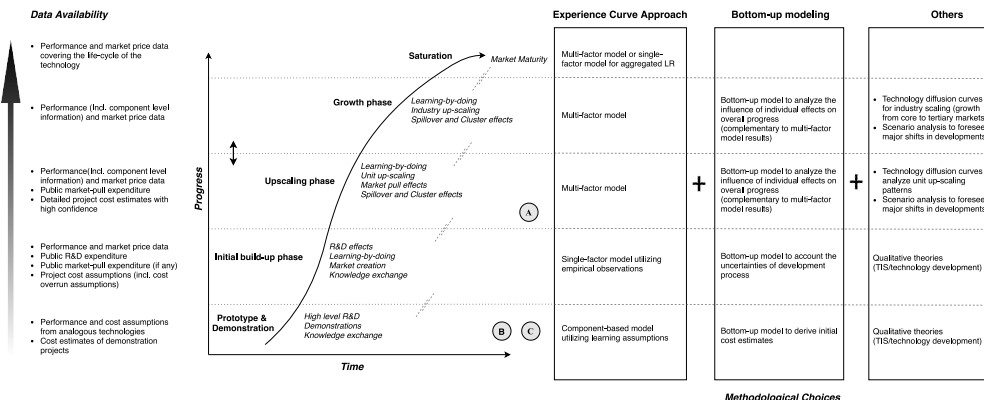 Data Availability
Experience Curve Approach
Bottom-up modeling
Others
• Performance and market price data
covering the life-cycle of the
technology
Saturation
Market Maturity
Multi-factor model or single-
factor model for aggregated LR
• Performance (Incl. component level
information) and market price data
Growth phase
Learning-by-doing
Industry up-scaling
Spillover and Cluster effects
Multi-factor model
Bottom-up model to analyze the
influence of individual effects on
overall progress
(complementary to multi-factor
model results)
• Technology diffusion curves
for industry scaling (growth
from core to tertiary markets
• Scenario analysis to foresee
major shifts in developments
• Performance(Incl. component level
information) and market price data
• Public market-pull expenditure
• Detailed project cost estimates with
high confidence
Upscaling phase
Learning-by-doing
Unit up-scaling
Market pull effects
Spillover and Cluster effects
A
Multi-factor model
+
Bottom-up model to analyze the
influence of individual effects on
overall progress
(complementary to multi-factor
model results)
+
• Technology diffusion curves
analyze unit up-scaling
patterns
• Scenario analysis to foresee
major shifts in developments
• Performance and market price data
• Public R&D expenditure
• Public market-pull expenditure (if any)
• Project cost assumptions (incl. cost
overrun assumptions)
Initial build-up phase
R&D effects
Learning-by-doing
Market creation
Knowledge exchange
Single-factor model utilizing
empirical observations
Bottom-up model to account the
uncertainties of development
process
Qualitative theories
(TIS/technology development)
• Performance and cost assumptions
from analogous technologies
• Cost estimates of demonstration
projects
Prototype &
Demonstration
High level R&D
Demonstrations
Knowledge exchange
B
C
Component-based model
utilizing learning assumptions
Bottom-up model to derive initial
cost estimates
Qualitative theories
(TIS/technology development)
Progress
Time
Methodological Choices